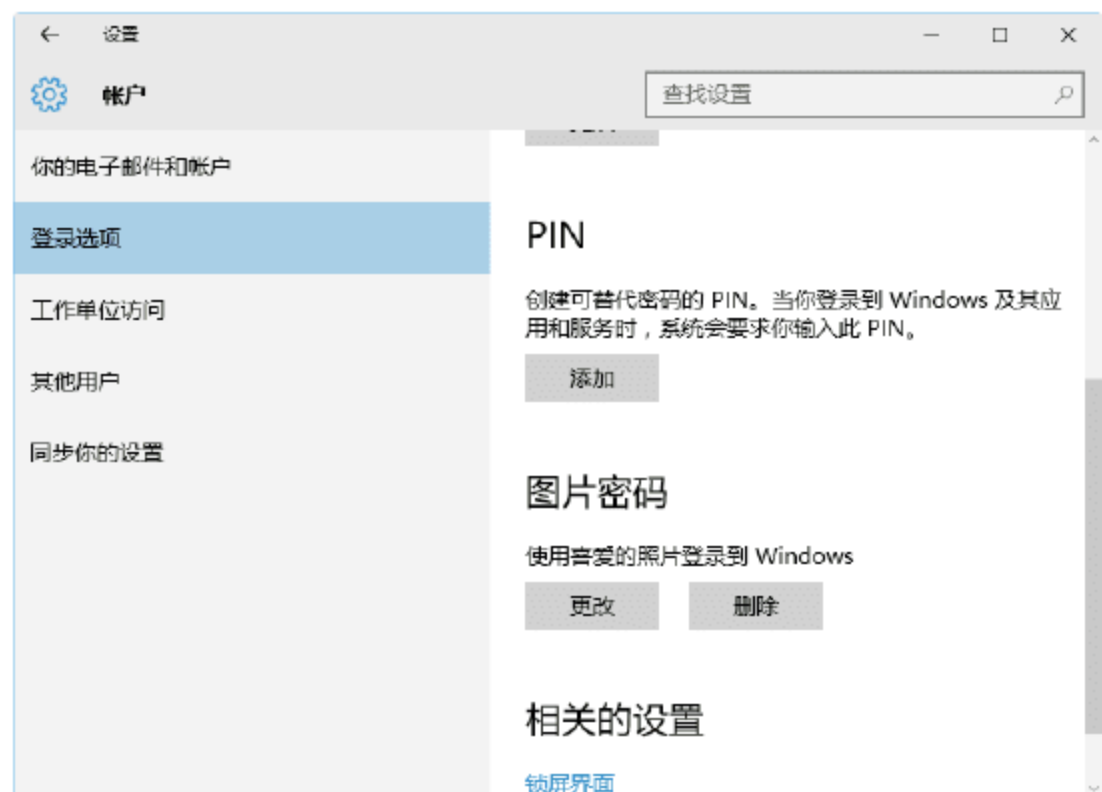 设置
帐户
查找设置
你的电子邮件和帐户
登录选项
工作单位访问
其他用户
同步你的设置
PIN
创建可替代密码的 PIN。当你登录到 Windows 及其应
用和服务时，系统会要求你输入此 PIN。
添加
图片密码
使用喜爱的照片登录到 Windows
更改
删除
相关的设置
锁屏界面